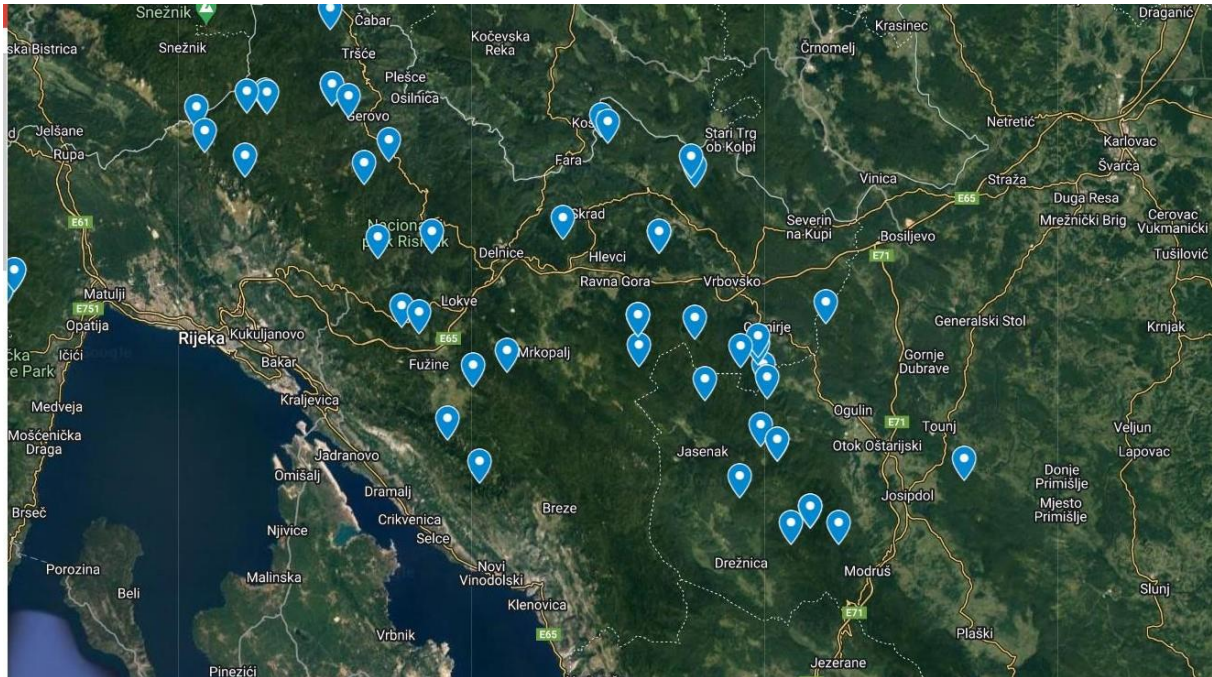 Snežnik
Čabar
Krasinec
Draganić
Snežnik
Kočevska
Reka
Črnomelj
Tršće
Plešce
Osilnica
Gerovo
Netretić
Jelšane
Rupa
Stari Trg
ob Kolpi
Karlovac
Fara
Švarča
Vinica
Straža
E65
Duga Resa
E61
Skrad
Severin
na Kupi
Mrežnički Brig
Cerovac
Vukmanićki
Bosiljevo
Delnice
Hlevci
E71
Tušilović
Matulji
Ravna Gora
Vrbovsko
E751
Opatija
Lokve
Rijeka
Kukuljanovo
Generalski Stol
Krnjak
E65
Ičići
Bakar
Fužine
Mrkopalj
Gornje
Dubrave
e Park
Kraljevica
Medveja
Ogulin
E71
Tounj
Veljun
Mošćenička
Draga
Jadranovo
Jasenak
Otok Oštarijski
Lapovac
Omišalj
Donje
Primišlje
Dramalj
Josipdol
Brseč
Crikvenica
Breze
Mjesto
Primišlje
Njivice
Selce
Drežnica
Porozina
Malinska
Novi
Vinodolski
Modruš
Beli
Slunj
Klenovica
E71
E65
Vrbnik
Plaški
Pinezići
Jezerane